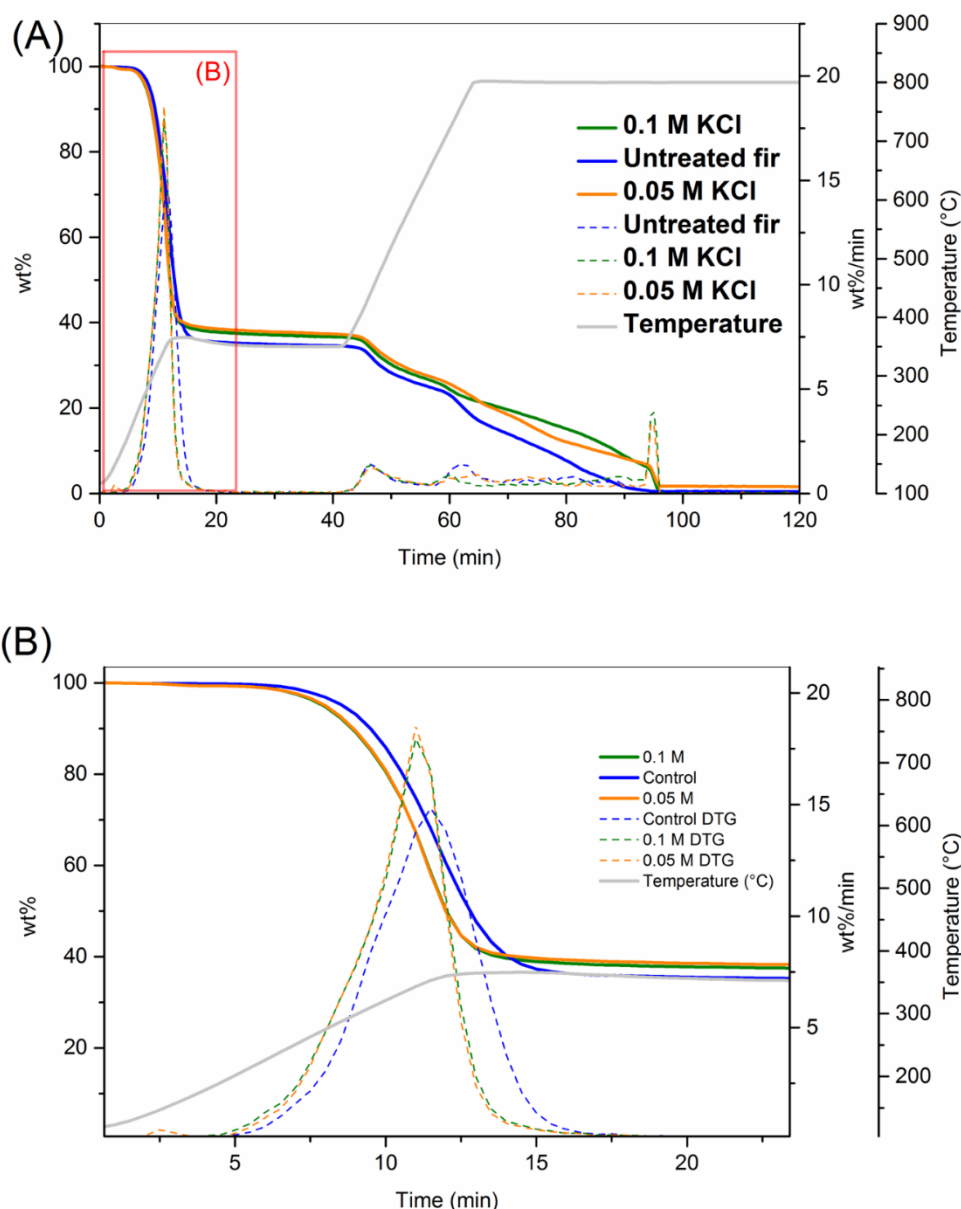 (A)
(B)
100
80
60
40
20
0
wt%
0
20
40
60
80
100
120
Time (min)
20
15
10
5
0
wt%/min
900
800
700
600
500
400
300
200
100
Temperature (°C)
0.1 M KCl
Untreated fir
0.05 M KCl
Untreated fir
0.1 M KCl
0.05 M KCl
Temperature
(B)
100
80
60
40
20
wt%
5
10
15
20
Time (min)
20
15
10
5
wt%/min
800
700
600
500
400
300
200
Temperature (°C)
0.1 M
Control
0.05 M
Control DTG
0.1 M DTG
0.05 M DTG
Temperature (°C)